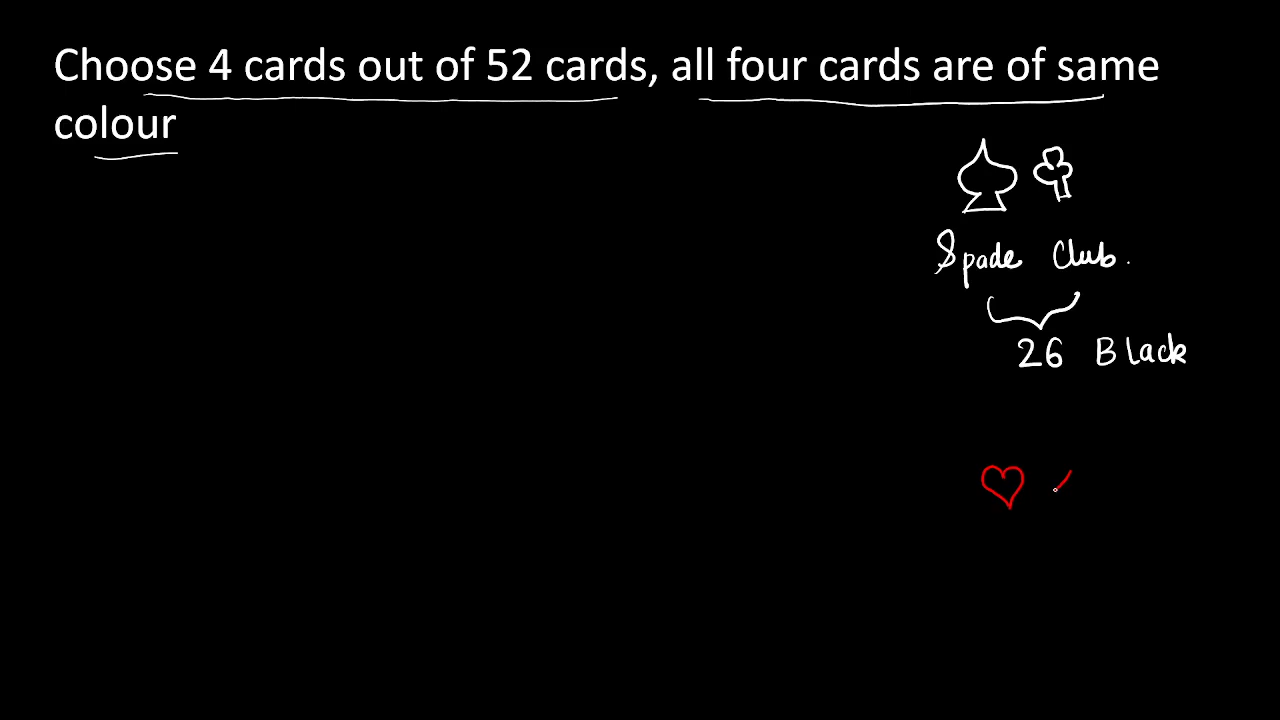 Choose 4 cards out of 52 cards, all four cards are of same
colour
Spade Club.
26 Black